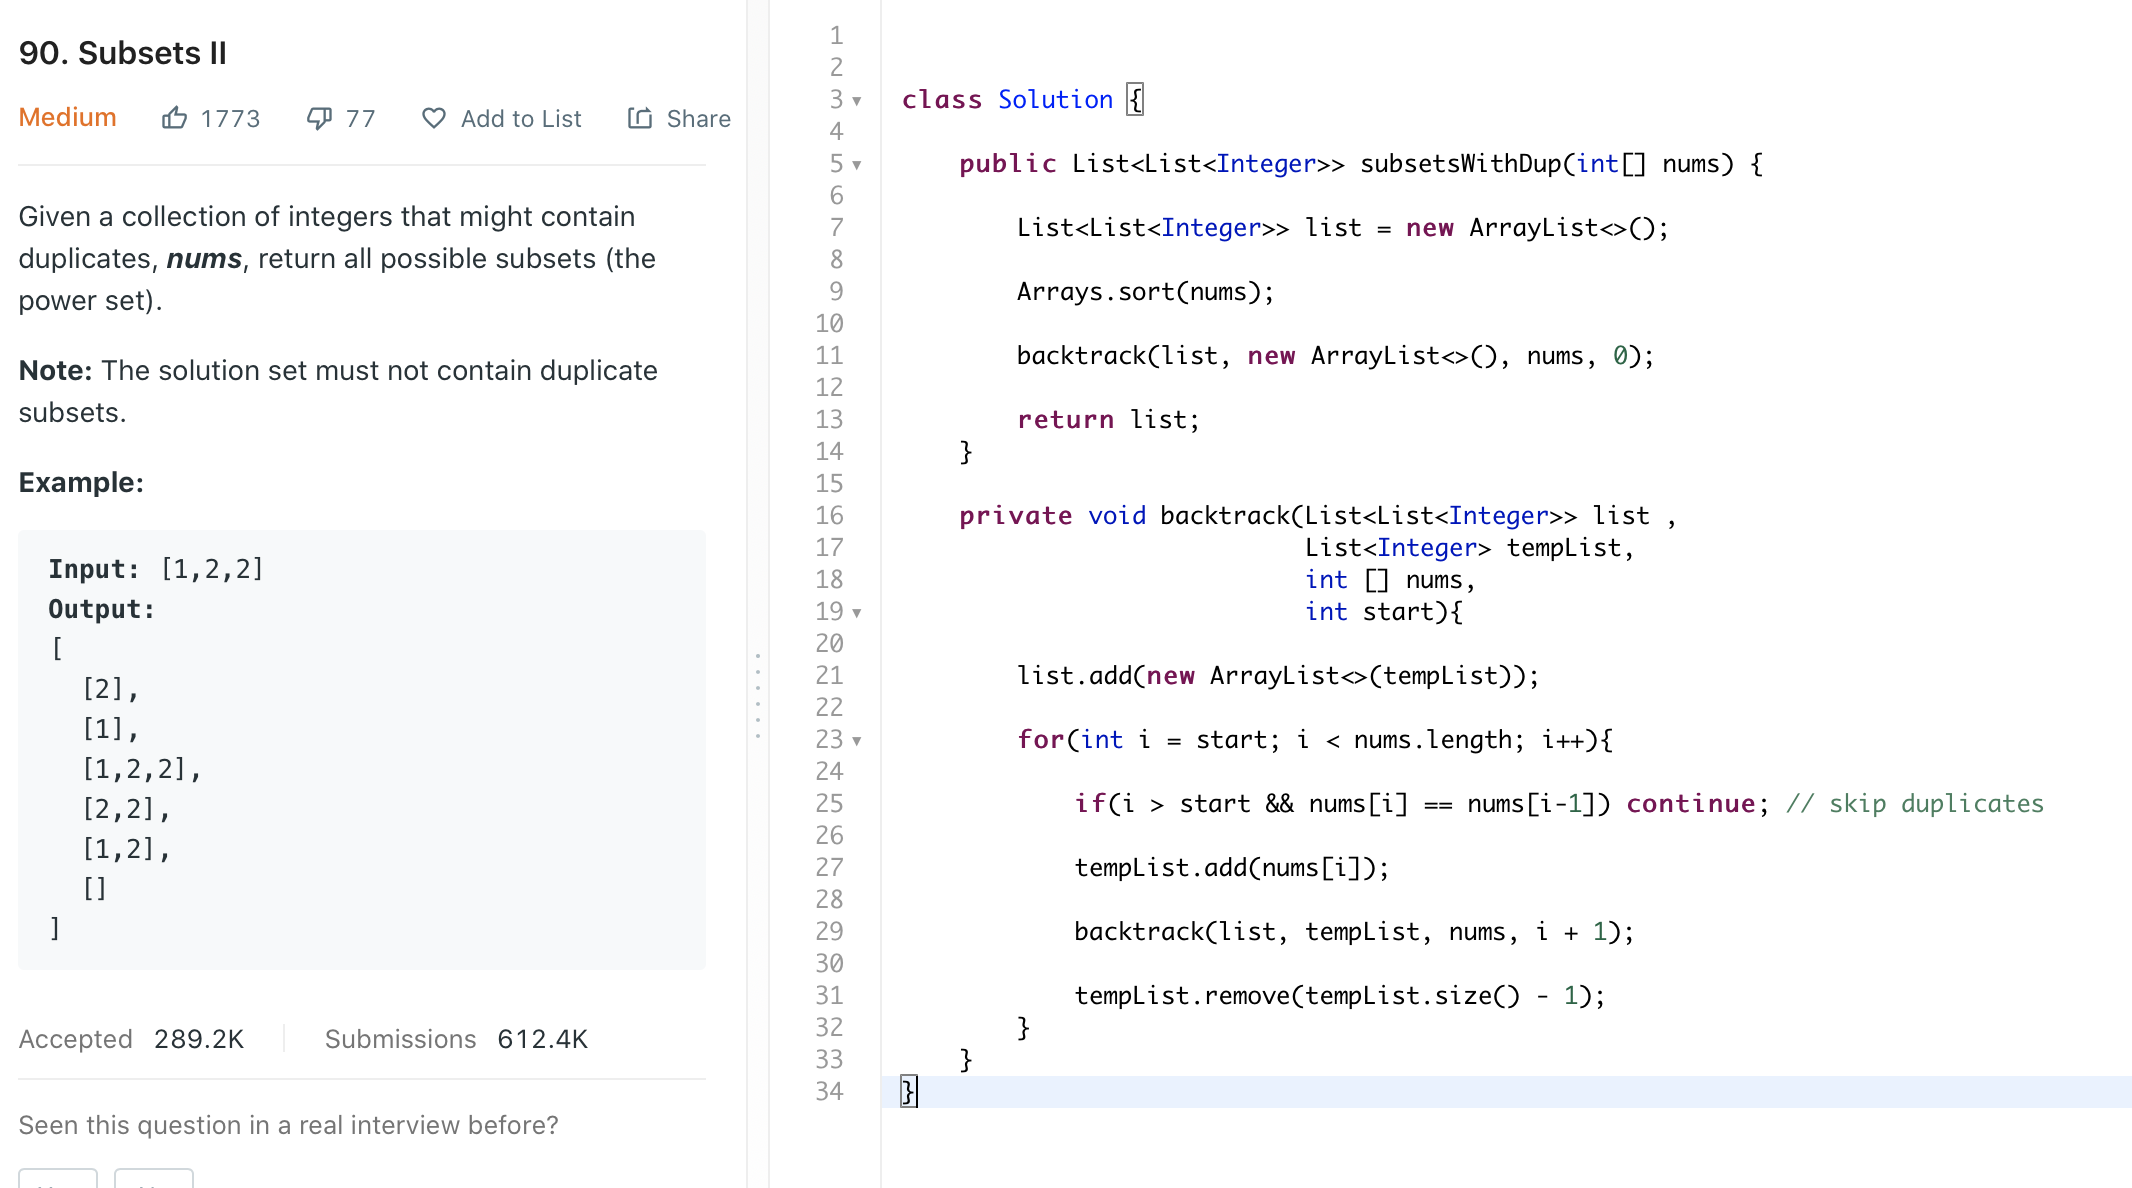 90. Subsets II
Medium 1773 77 Add to List Share
Given a collection of integers that might contain
duplicates, nums, return all possible subsets (the
power set).
Note: The solution set must not contain duplicate
subsets.
Example:
Input: [1,2,2]
Output:
[
  [2],
  [1],
  [1,2,2],
  [2,2],
  [1,2],
  []
]
Accepted 289.2K Submissions 612.4K
Seen this question in a real interview before?
1
2
3 class Solution {
4
5     public List<List<Integer>> subsetsWithDup(int[] nums) {
6
7         List<List<Integer>> list = new ArrayList<>();
8
9         Arrays.sort(nums);
10
11         backtrack(list, new ArrayList<>(), nums, 0);
12
13         return list;
14     }
15
16     private void backtrack(List<List<Integer>> list ,
17                             List<Integer> tempList,
18                             int [] nums,
19                             int start){
20
21         list.add(new ArrayList<>(tempList));
22
23         for(int i = start; i < nums.length; i++){
24
25             if(i > start && nums[i] == nums[i-1]) continue; // skip duplicates
26
27             tempList.add(nums[i]);
28
29             backtrack(list, tempList, nums, i + 1);
30
31             tempList.remove(tempList.size() - 1);
32         }
33     }
34 }